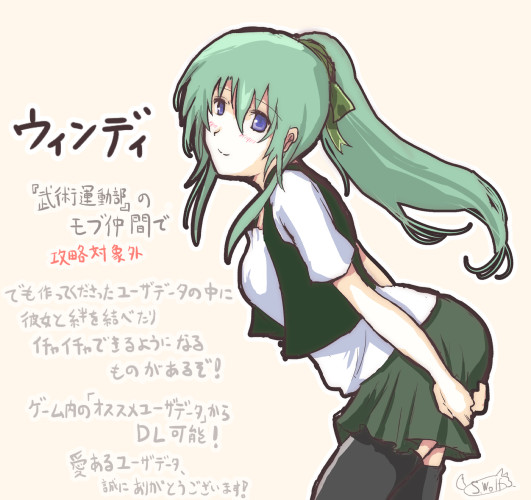 ウィンディ
『武術運動部』の
モブ仲間で
攻略対象外
でも作ってくださったユーザデータの中に
彼女と絆を結べたり
イチャイチャできるようになる
ものがあるぞ!
ゲーム内の「オススメユーザデータ」から
DL可能!
愛あるユーザデータ、
誠にありがとうございます!